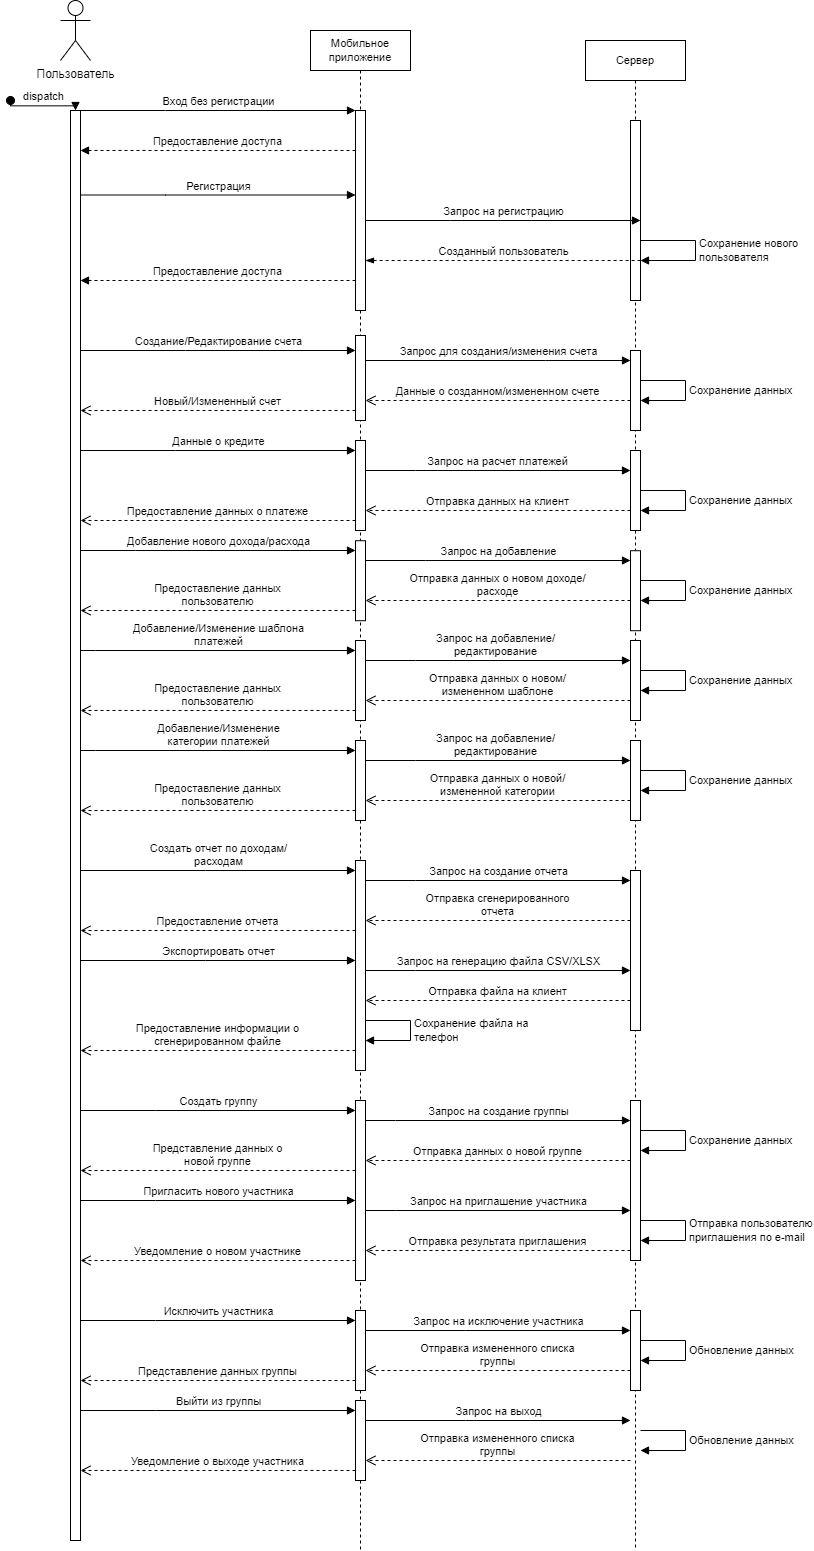 Пользователь
Мобильное
приложение
Сервер
dispatch
Вход без регистрации
Предоставление доступа
Регистрация
Запрос на регистрацию
Сохранение нового
пользователя
Созданный пользователь
Предоставление доступа
Создание/Редактирование счета
Запрос для создания/изменения счета
Сохранение данных
Данные о созданном/измененном счете
Новый/Измененный счет
Данные о кредите
Запрос на расчет платежей
Сохранение данных
Отправка данных на клиент
Предоставление данных о платеже
Добавление нового дохода/расхода
Запрос на добавление
Отправка данных о новом доходе/
расходе
Сохранение данных
Предоставление данных
пользователю
Добавление/Изменение шаблона
платежей
Запрос на добавление/
редактирование
Сохранение данных
Отправка данных о новом/
измененном шаблоне
Предоставление данных
пользователю
Добавление/Изменение
категории платежей
Запрос на добавление/
редактирование
Сохранение данных
Отправка данных о новой/
измененной категории
Предоставление данных
пользователю
Создать отчет по доходам/
расходам
Запрос на создание отчета
Отправка сгенерированного
отчета
Предоставление отчета
Экспортировать отчет
Запрос на генерацию файла CSV/XLSX
Отправка файла на клиент
Сохранение файла на
телефон
Предоставление информации о
сгенерированном файле
Создать группу
Запрос на создание группы
Сохранение данных
Отправка данных о новой группе
Представление данных о
новой группе
Пригласить нового участника
Запрос на приглашение участника
Отправка пользователю
приглашения по e-mail
Отправка результата приглашения
Уведомление о новом участнике
Исключить участника
Запрос на исключение участника
Обновление данных
Отправка измененного списка
группы
Представление данных группы
Выйти из группы
Запрос на выход
Обновление данных
Отправка измененного списка
группы
Уведомление о выходе участника